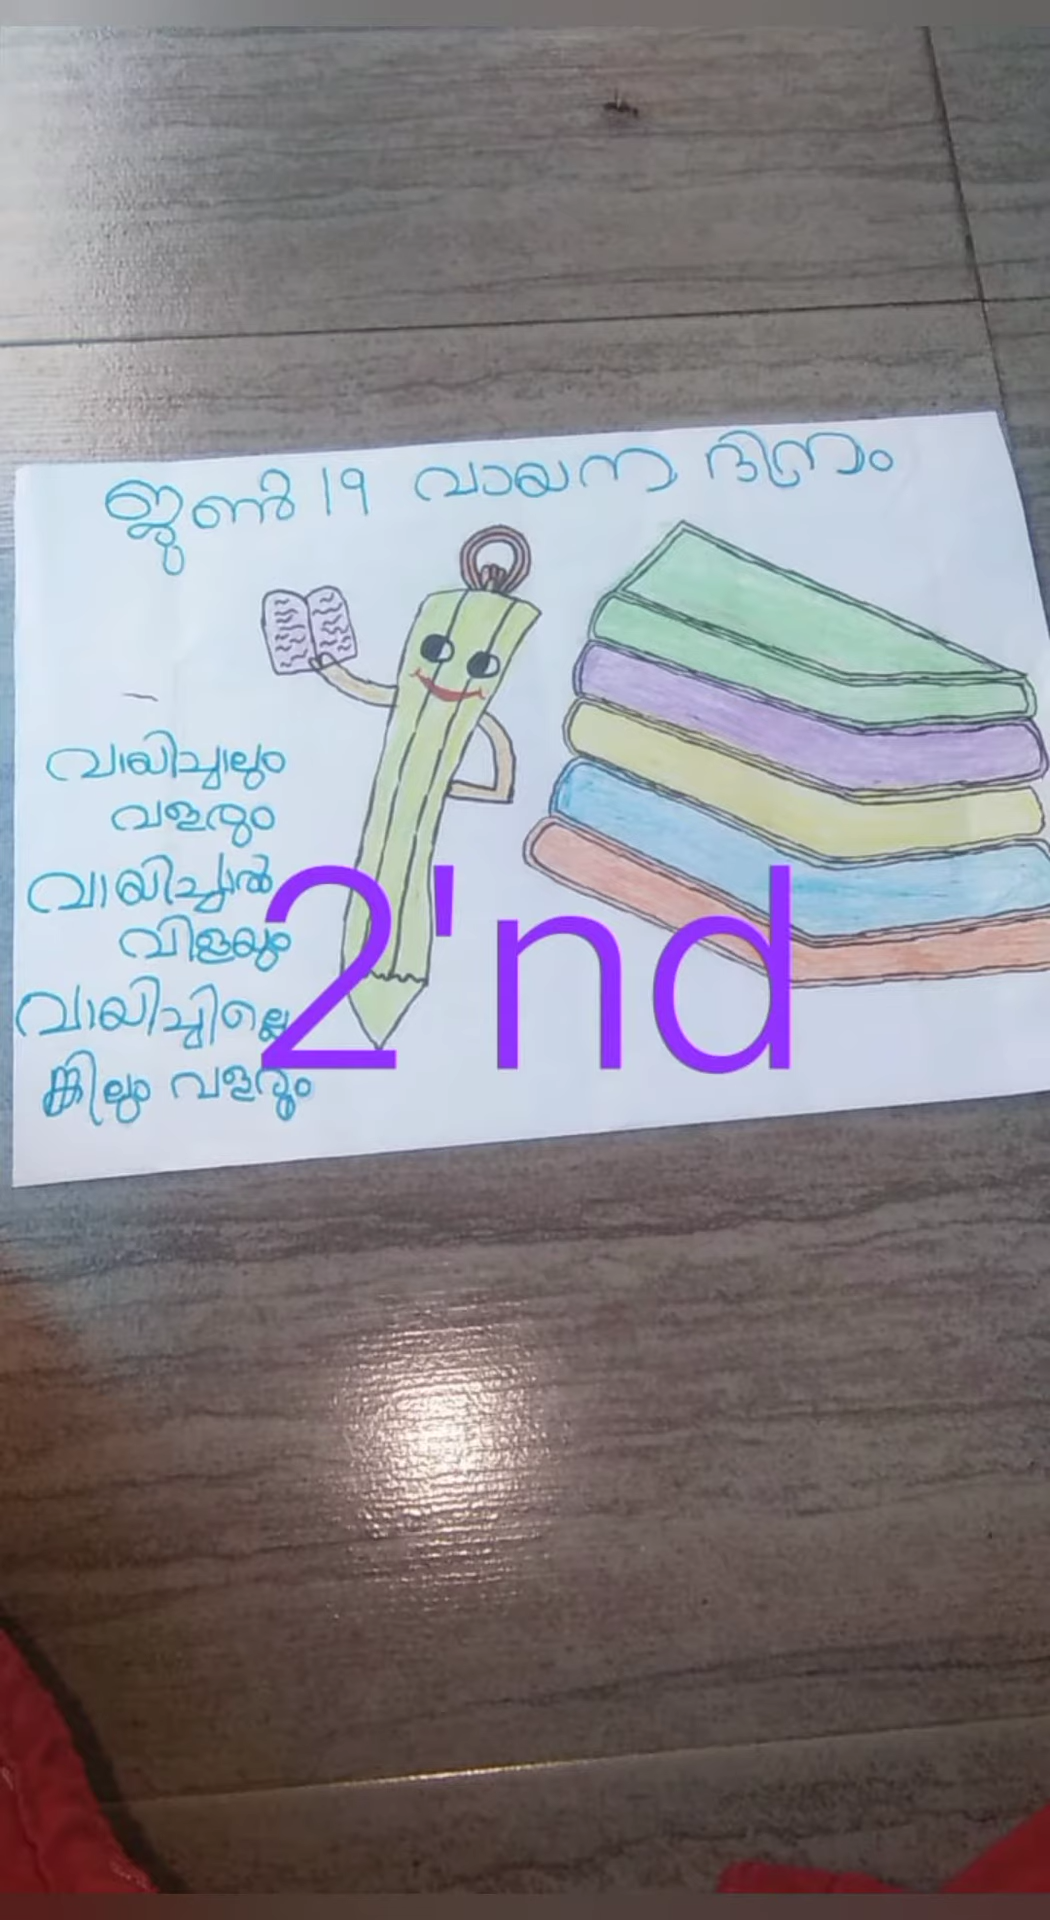 ജൂൺ 19 വായന ദിനം
വായിച്ചാലും
വളരും
വായിച്ചാൽ
വിളയും
വായിച്ചില്ലെ
ങ്കിലും വളരും
2'nd